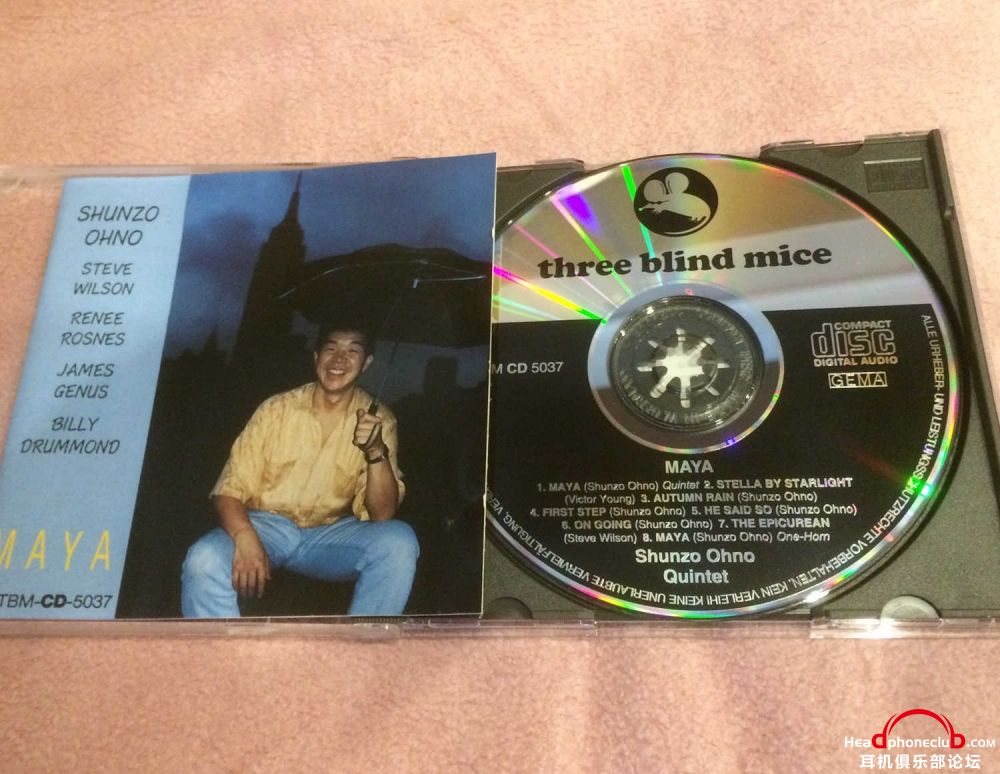 SHUNZO
OHNO
STEVE
WILSON
RENEE
ROSNES
JAMES
GENUS
BILLY
DRUMMOND
MAYA
TBM-CD-5037
three blind mice
M CD 5037
COMPACT
disc
DIGITAL AUDIO
GEMA
MAYA
1. MAYA (Shunzo Ohno) Quintet 2. STELLA BY STARLIGHT
(Victor Young) 3. AUTUMN RAIN (Shunzo Ohno)
4. FIRST STEP (Shunzo Ohno) 5. HE SAID SO (Shunzo Ohno)
6. ON GOING (Shunzo Ohno) 7. THE EPICUREAN
(Steve Wilson) 8. MAYA (Shunzo Ohno) One-Horn
Shunzo Ohno
Quintet
ALLE URHEBER- UND LEISTUNGSSCHUTZRECHTE VORBEHALTEN. KEIN VERLEIH! KEINE UNERLAUBTE VERVIELFÄLTIGUNG,
Headphoneclub.COM
耳机俱乐部论坛